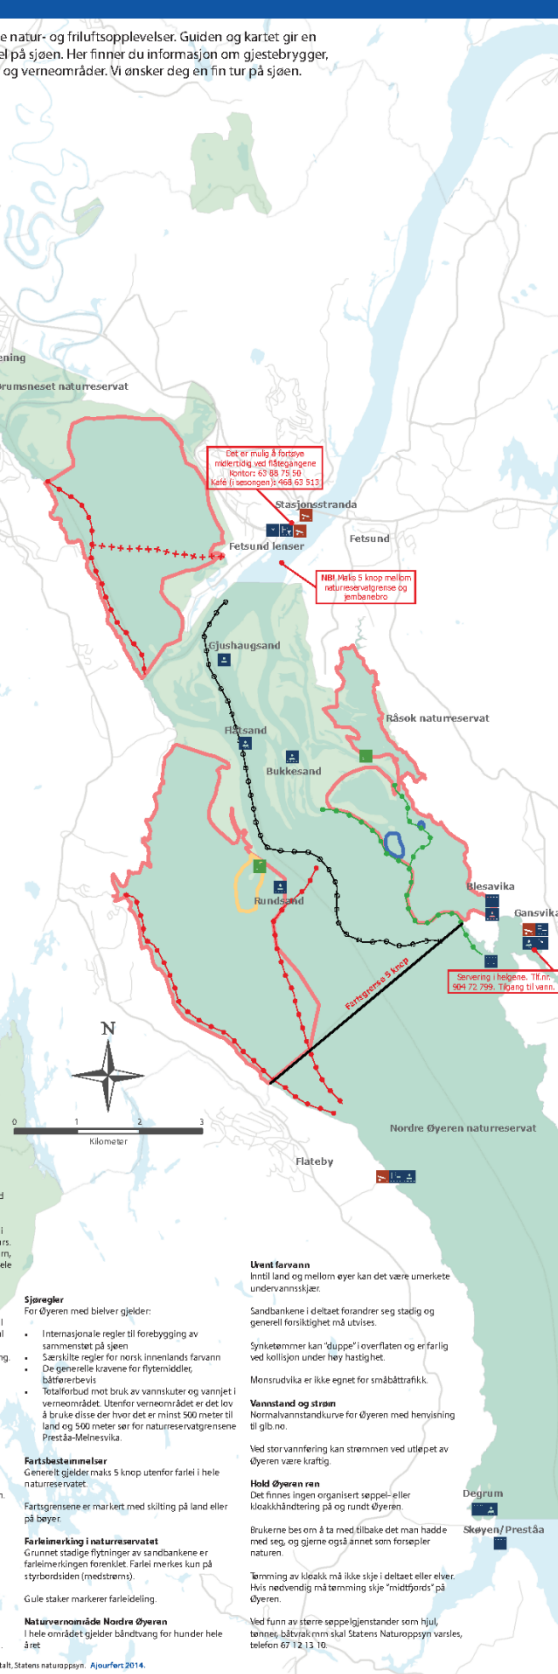 e natur- og friluftsopplevelser. Guiden og kartet gir en
el på sjøen. Her finner du informasjon om gjestebrygger,
og verneområder. Vi ønsker deg en fin tur på sjøen.
ening
rumsneset naturreservat
Det er mulig å fortøye
midlertidig ved flåtegangene
Kontor: 63 88 75 50
Kafé (i sesongen): 468 63 513
Stasjonsstranda
Fetsund lenser
Fetsund
NB! Maks 5 knop mellom
naturreservatgrense og
jernbanebro
Gjushaugsand
Råsok naturreservat
Flatsand
Bukkesand
Blesavika
Rundsand
Gansvika
Servering i helgene. Tlf.nr.
904 72 799. Tilgang til vann.
Fartsgrense 5 knop
N
0 1 2 3
Kilometer
Nordre Øyeren naturreservat
Flateby
d
i
rs.
m,
ele
l
al
ng.
n.
.
Sjøregler
For Øyeren med bielver gjelder:
• Internasjonale regler til forebygging av
sammenstøt på sjøen
• Særskilte regler for norsk innenlands farvann
• De generelle kravene for flytemiddler,
båtførerbevis
• Totalforbud mot bruk av vannskuter og vannjet i
verneområdet. Utenfor verneområdet er det lov
å bruke disse der hvor det er minst 500 meter til
land og 500 meter sør for naturreservatgrensene
Preståa-Melnesvika.
Fartsbestemmelser
Generelt gjelder maks 5 knop utenfor farlei i hele
naturreservatet.
Fartsgrensene er markert med skilting på land eller
på bøyer.
Farleimerking i naturreservatet
Grunnet stadige flytninger av sandbankene er
farleimerkingen forenklet. Farlei merkes kun på
styrbordsiden (medstrøms).
Gule staker markerer farleideling.
Naturvernområde Nordre Øyeren
I hele området gjelder båndtvang for hunder hele
året
Urent farvann
Inntil land og mellom øyer kan det være umerkete
undervannsskjær.
Sandbankene i deltaet forandrer seg stadig og
generell forsiktighet må utvises.
Synketømmer kan "duppe" i overflaten og er farlig
ved kollisjon under høy hastighet.
Monsrudvika er ikke egnet for småbåttrafikk.
Vannstand og strøm
Normalvannstandkurve for Øyeren med henvisning
til glb.no.
Ved stor vannføring kan strømmen ved utløpet av
Øyeren være kraftig.
Hold Øyeren ren
Det finnes ingen organisert søppel- eller
kloakkhåndtering på og rundt Øyeren.
Brukerne bes om å ta med tilbake det man hadde
med seg, og gjerne også annet som forsøpler
naturen.
Tømming av kloakk må ikke skje i deltaet eller elver.
Hvis nødvendig må tømming skje "midtfjords" på
Øyeren.
Ved funn av større søppelgjenstander som hjul,
tønner, båtvrak mm skal Statens Naturoppsyn varsles,
telefon 67 12 13 10.
Degrum
Skøyen/Preståa
talt, Statens naturoppsyn. Ajourført 2014.